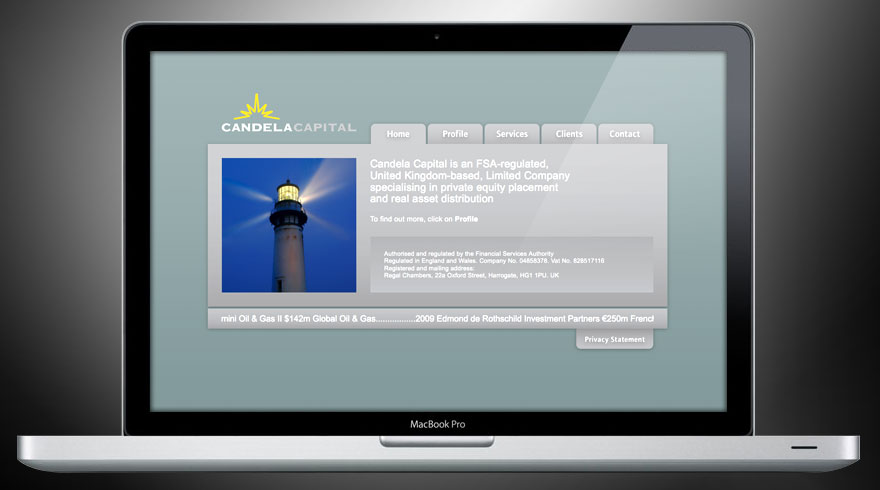 CANDELACAPITAL
Home Profile Services Clients Contact
Candela Capital is an FSA-regulated,
United Kingdom-based, Limited Company
specialising in private equity placement
and real asset distribution
To find out more, click on Profile
Authorised and regulated by the Financial Services Authority
Regulated in England and Wales. Company No. 04658378. Vat No. 828517116
Registered and mailing address:
Regal Chambers, 22a Oxford Street, Harrogate, HG1 1PU. UK
mini Oil & Gas II $142m Global Oil & Gas.................2009 Edmond de Rothschild Investment Partners €250m French
Privacy Statement
MacBook Pro